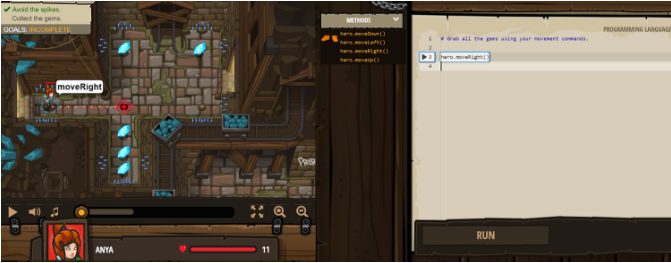 Avoid the spikes.
Collect the gems.
GOALS: INCOMPLETE
moveRight
ANYA
11
METHODS
hero.moveDown()
hero.moveLeft()
hero.moveRight()
hero.moveUp()
PROGRAMMING LANGUAGE
1 # Grab all the gems using your movement commands.
2
3 hero.moveRight()
4
RUN